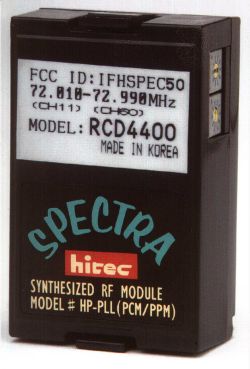 FCC ID:IFHSPEC50
72.010-72.990MHz
(CH11) (CH60)
MODEL: RCD4400
MADE IN KOREA
SPECTRA
hitec
SYNTHESIZED RF MODULE
MODEL # HP-PLL(PCM/PPM)